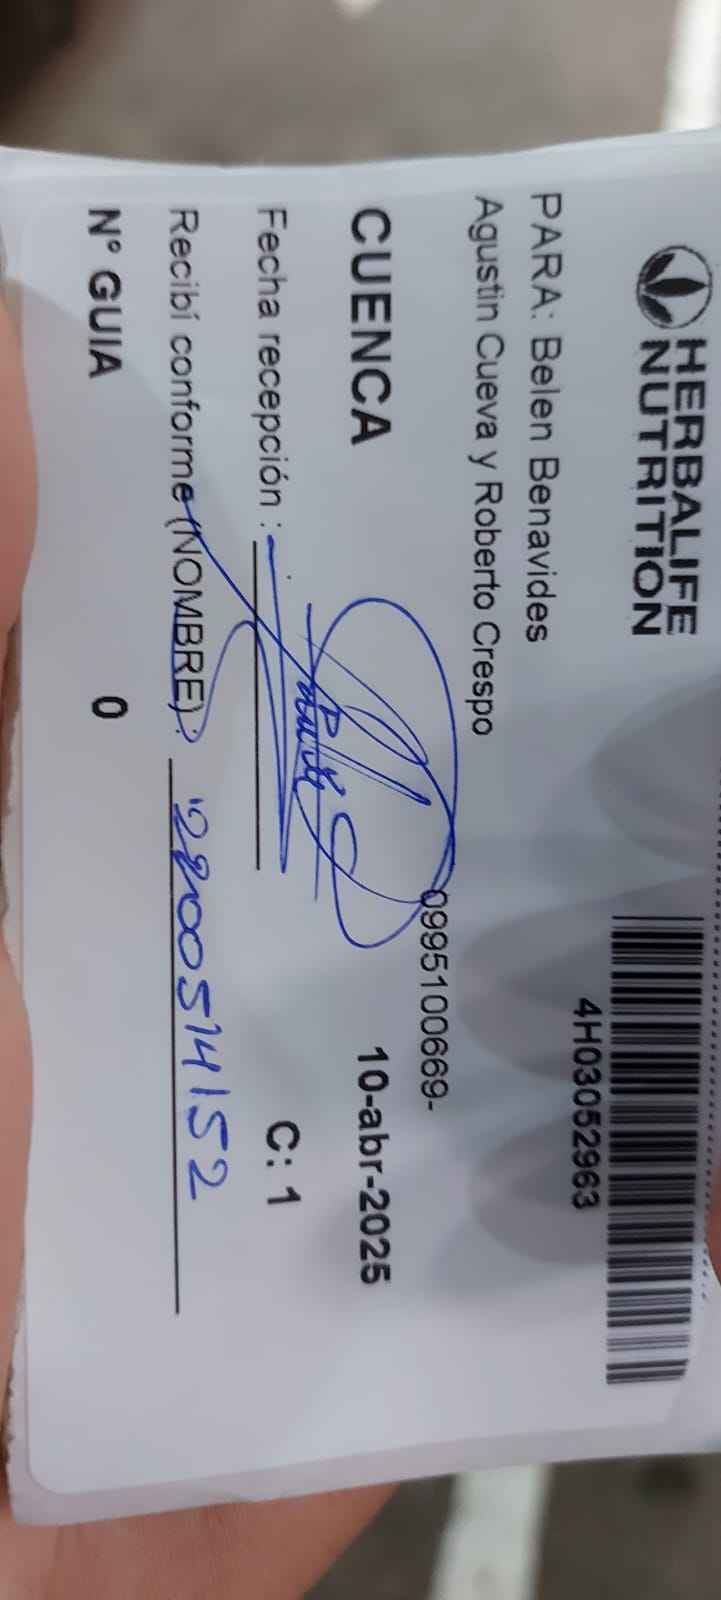 HERBALIFE
NUTRITION
4H03052963
PARA: Belen Benavides
Agustin Cueva y Roberto Crespo
0995100669-
CUENCA 10-abr-2025
Fecha recepción : C: 1
Recibí conforme (NOMBRE) : 2200514152
N° GUIA 0